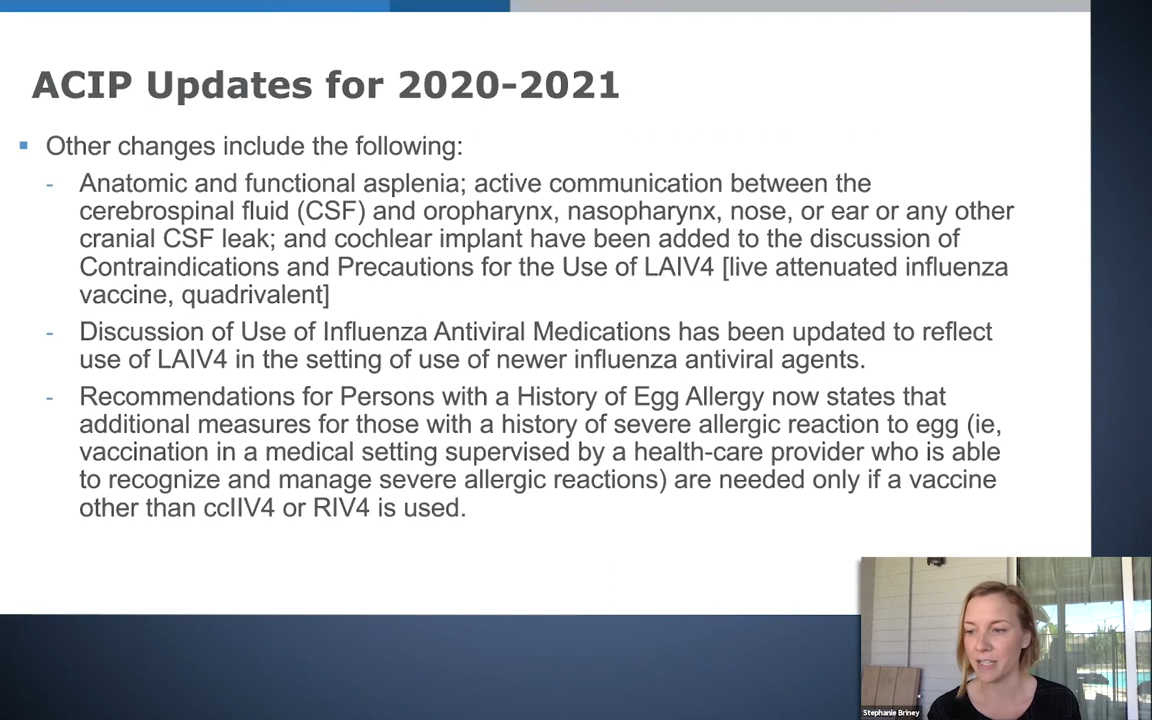 ACIP Updates for 2020-2021
▪ Other changes include the following:
- Anatomic and functional asplenia; active communication between the
cerebrospinal fluid (CSF) and oropharynx, nasopharynx, nose, or ear or any other
cranial CSF leak; and cochlear implant have been added to the discussion of
Contraindications and Precautions for the Use of LAIV4 [live attenuated influenza
vaccine, quadrivalent]
- Discussion of Use of Influenza Antiviral Medications has been updated to reflect
use of LAIV4 in the setting of use of newer influenza antiviral agents.
- Recommendations for Persons with a History of Egg Allergy now states that
additional measures for those with a history of severe allergic reaction to egg (ie,
vaccination in a medical setting supervised by a health-care provider who is able
to recognize and manage severe allergic reactions) are needed only if a vaccine
other than ccIIV4 or RIV4 is used.
Stephanie Briney